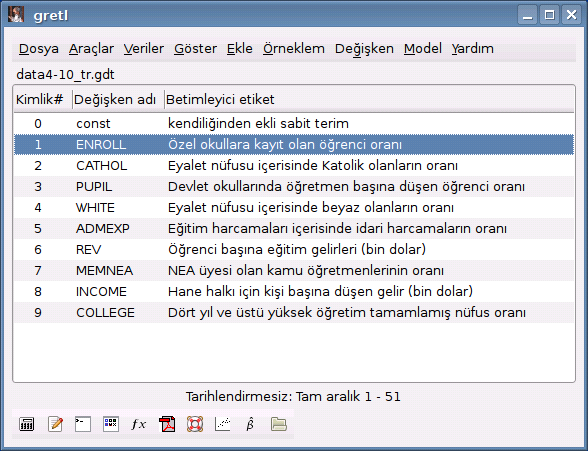 gretl
Dosya Araçlar Veriler Göster Ekle Örneklem Değişken Model Yardım
data4-10_tr.gdt
Kimlik# Değişken adı Betimleyici etiket
0 const kendiliğinden ekli sabit terim
1 ENROLL Özel okullara kayıt olan öğrenci oranı
2 CATHOL Eyalet nüfusu içerisinde Katolik olanların oranı
3 PUPIL Devlet okullarında öğretmen başına düşen öğrenci oranı
4 WHITE Eyalet nüfusu içerisinde beyaz olanların oranı
5 ADMEXP Eğitim harcamaları içerisinde idari harcamaların oranı
6 REV Öğrenci başına eğitim gelirleri (bin dolar)
7 MEMNEA NEA üyesi olan kamu öğretmenlerinin oranı
8 INCOME Hane halkı için kişi başına düşen gelir (bin dolar)
9 COLLEGE Dört yıl ve üstü yüksek öğretim tamamlamış nüfus oranı
Tarihlendirmesiz: Tam aralık 1 - 51
fx β̂